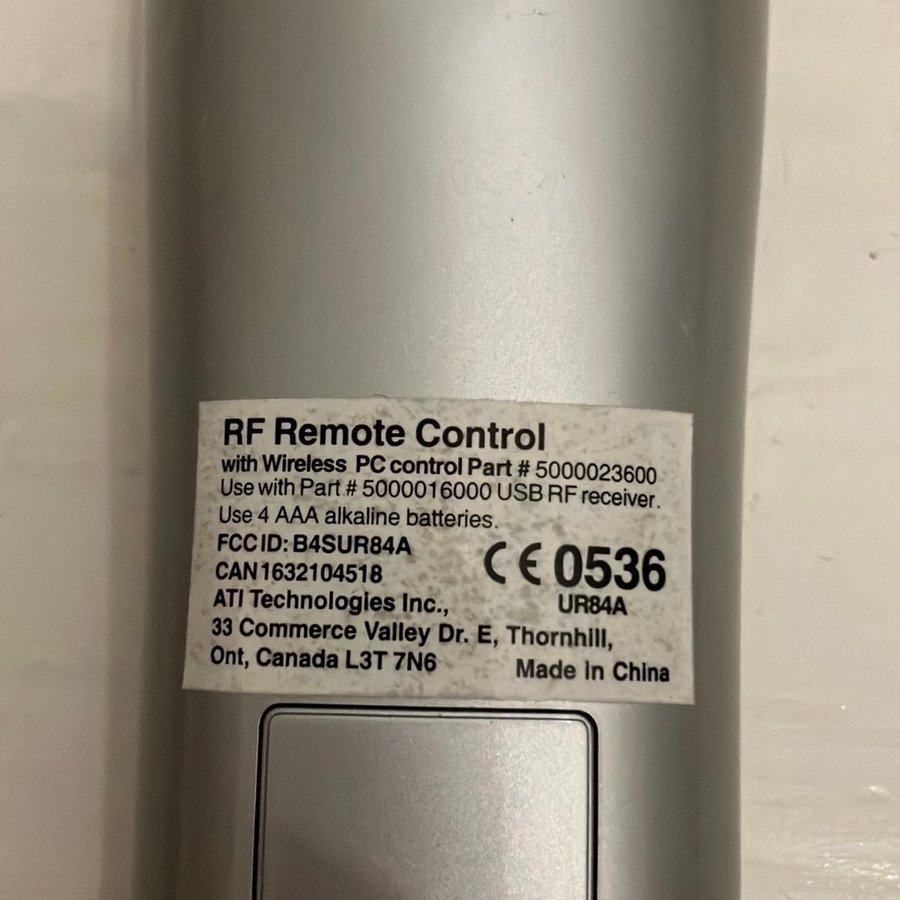 RF Remote Control
with Wireless PC control Part # 5000023600
Use with Part # 5000016000 USB RF receiver.
Use 4 AAA alkaline batteries.
FCC ID: B4SUR84A
CE 0536
CAN 1632104518
UR84A
ATI Technologies Inc.,
33 Commerce Valley Dr. E, Thornhill,
Ont, Canada L3T 7N6
Made in China